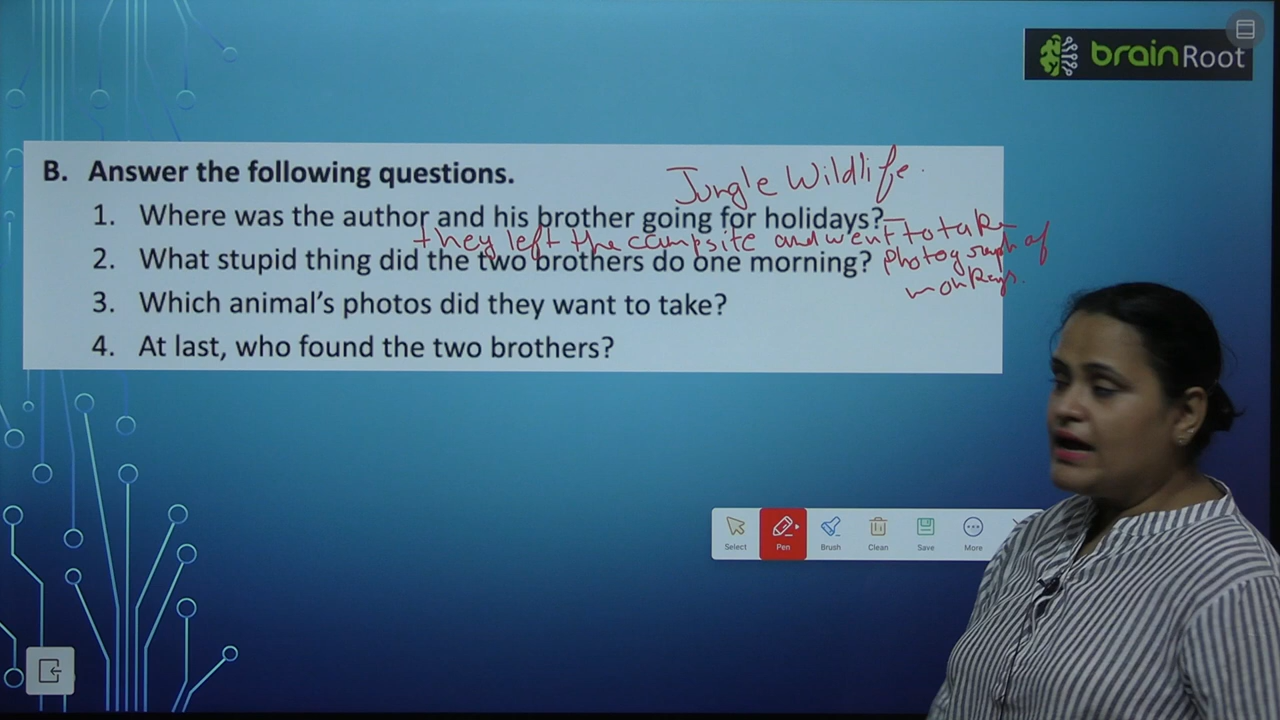 brainRoot
B. Answer the following questions.
Jungle Wildlife.
1. Where was the author and his brother going for holidays?
they left the campsite and went to take
photograph of
monkeys.
2. What stupid thing did the two brothers do one morning?
3. Which animal's photos did they want to take?
4. At last, who found the two brothers?
Select Pen Brush Clean Save More